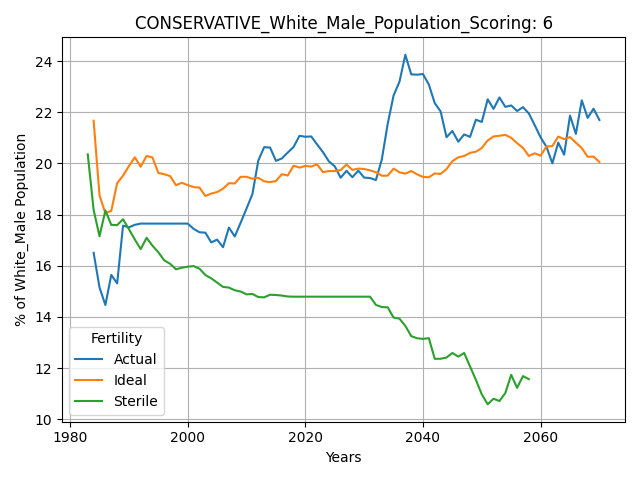 CONSERVATIVE_White_Male_Population_Scoring: 6
24
22
20
18
16
14
12
10
% of White_Male Population
Fertility
Actual
Ideal
Sterile
1980 2000 2020 2040 2060
Years